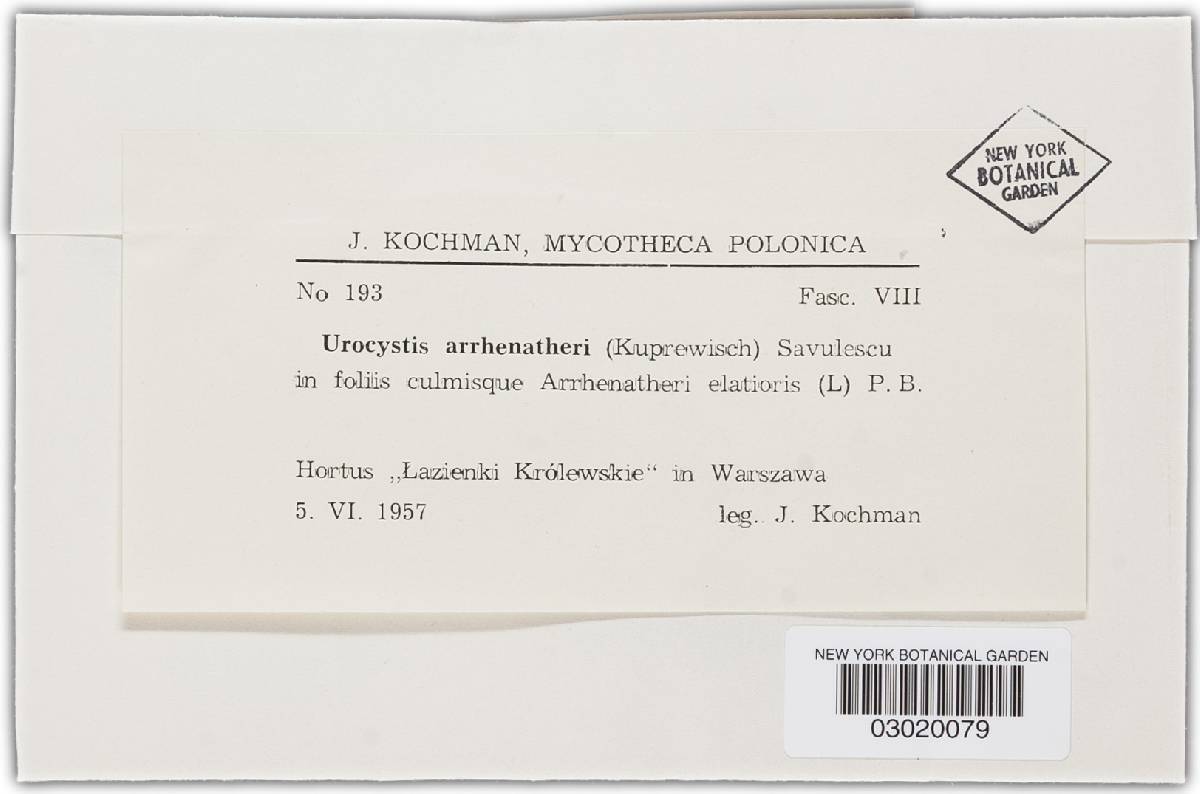 NEW YORK
BOTANICAL
GARDEN
J. KOCHMAN, MYCOTHECA POLONICA
No 193 Fasc. VIII
Urocystis arrhenatheri (Kuprewisch) Savulescu
in foliis culmisque Arrhenatheri elatioris (L) P. B.
Hortus „Łazienki Królewskie“ in Warszawa
5. VI. 1957 leg. J. Kochman
NEW YORK BOTANICAL GARDEN
03020079